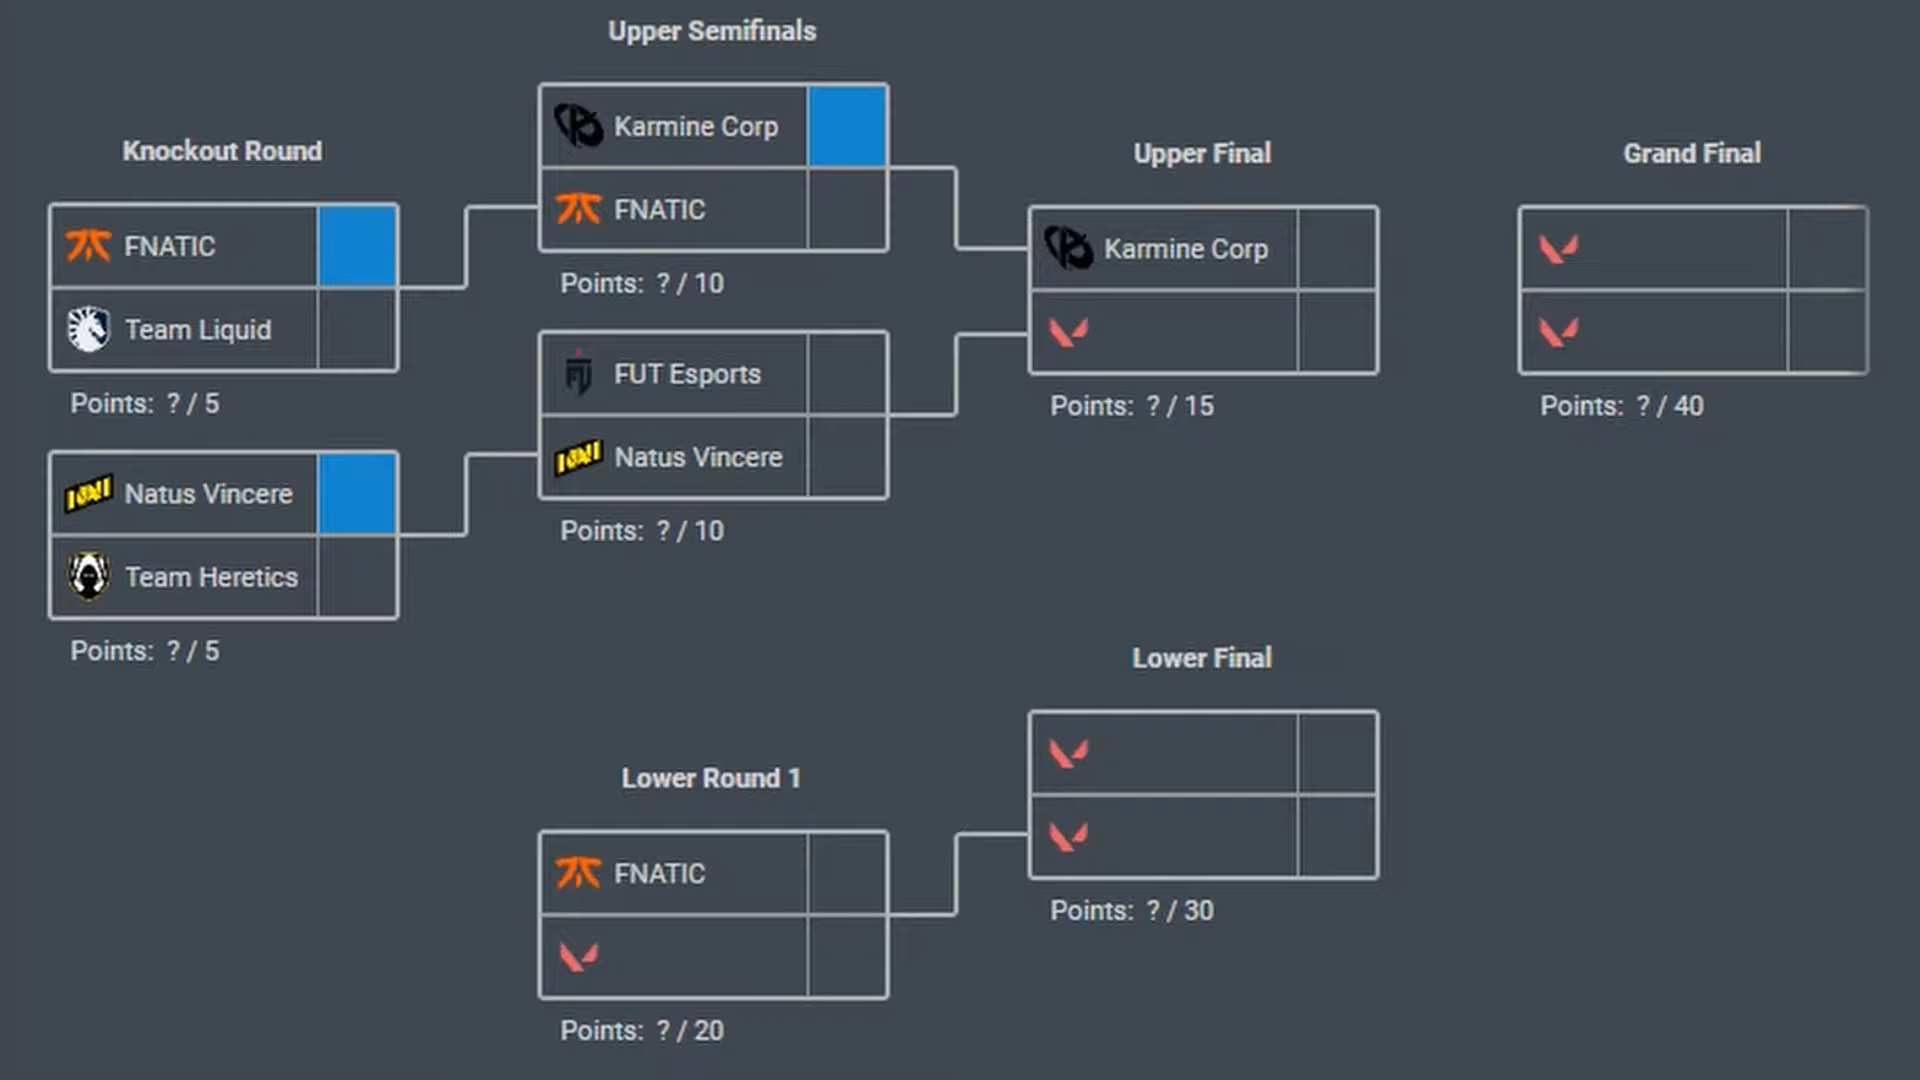 Upper Semifinals
Karmine Corp
FNATIC
Points: ? / 10
FUT Esports
Natus Vincere
Points: ? / 10
Knockout Round
FNATIC
Team Liquid
Points: ? / 5
Natus Vincere
Team Heretics
Points: ? / 5
Upper Final
Karmine Corp
Points: ? / 15
Grand Final
Points: ? / 40
Lower Final
Points: ? / 30
Lower Round 1
FNATIC
Points: ? / 20